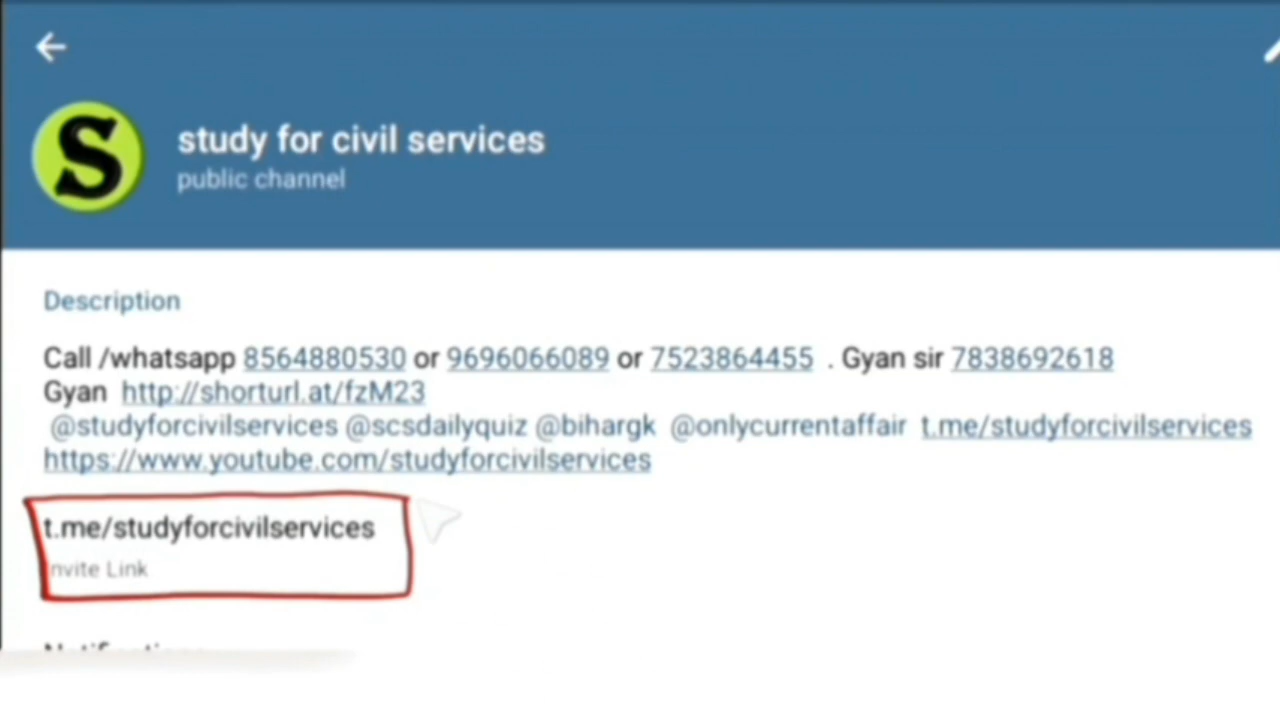 S
study for civil services
public channel
Description
Call /whatsapp 8564880530 or 9696066089 or 7523864455 . Gyan sir 7838692618
Gyan http://shorturl.at/fzM23
@studyforcivilservices @scsdailyquiz @bihargk @onlycurrentaffair t.me/studyforcivilservices
https://www.youtube.com/studyforcivilservices
t.me/studyforcivilservices
nvite Link